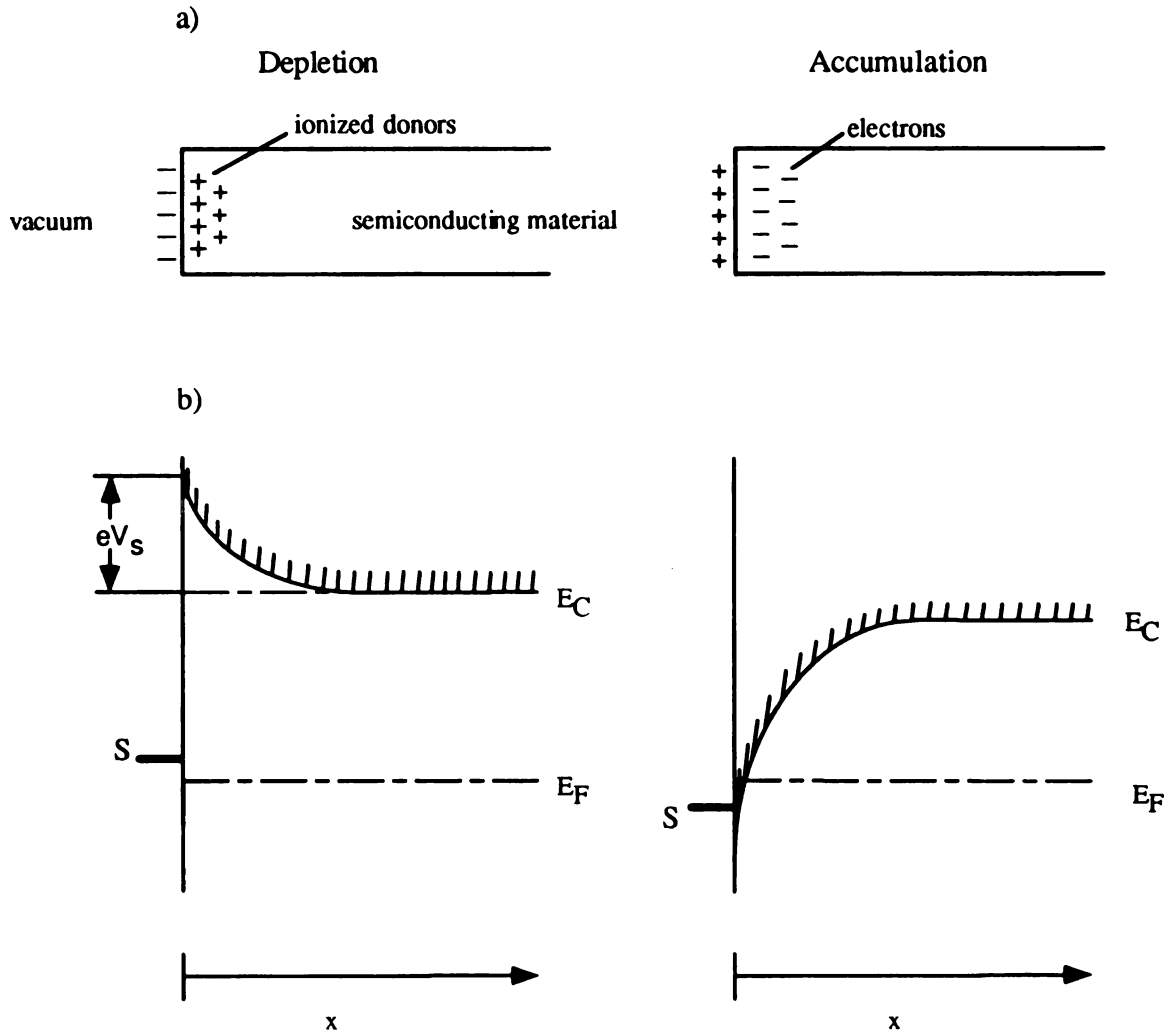 a)
Depletion
Accumulation
ionized donors
electrons
vacuum
semiconducting material
b)
eVs
EC
EC
S
EF
S
EF
x
x